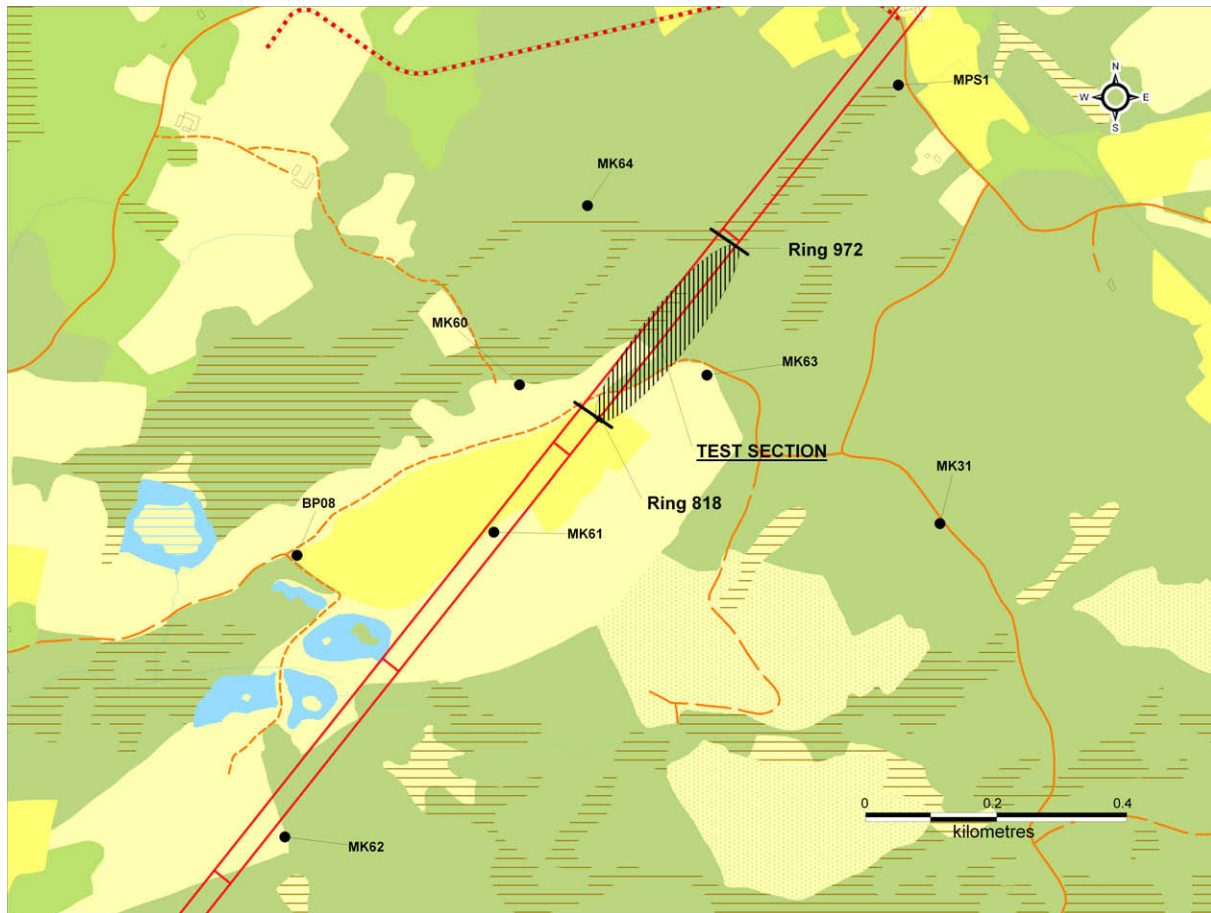 MPS1
N
W E
S
MK64
Ring 972
MK60
MK63
TEST SECTION
MK31
BP08
Ring 818
MK61
0 0.2 0.4
kilometres
MK62